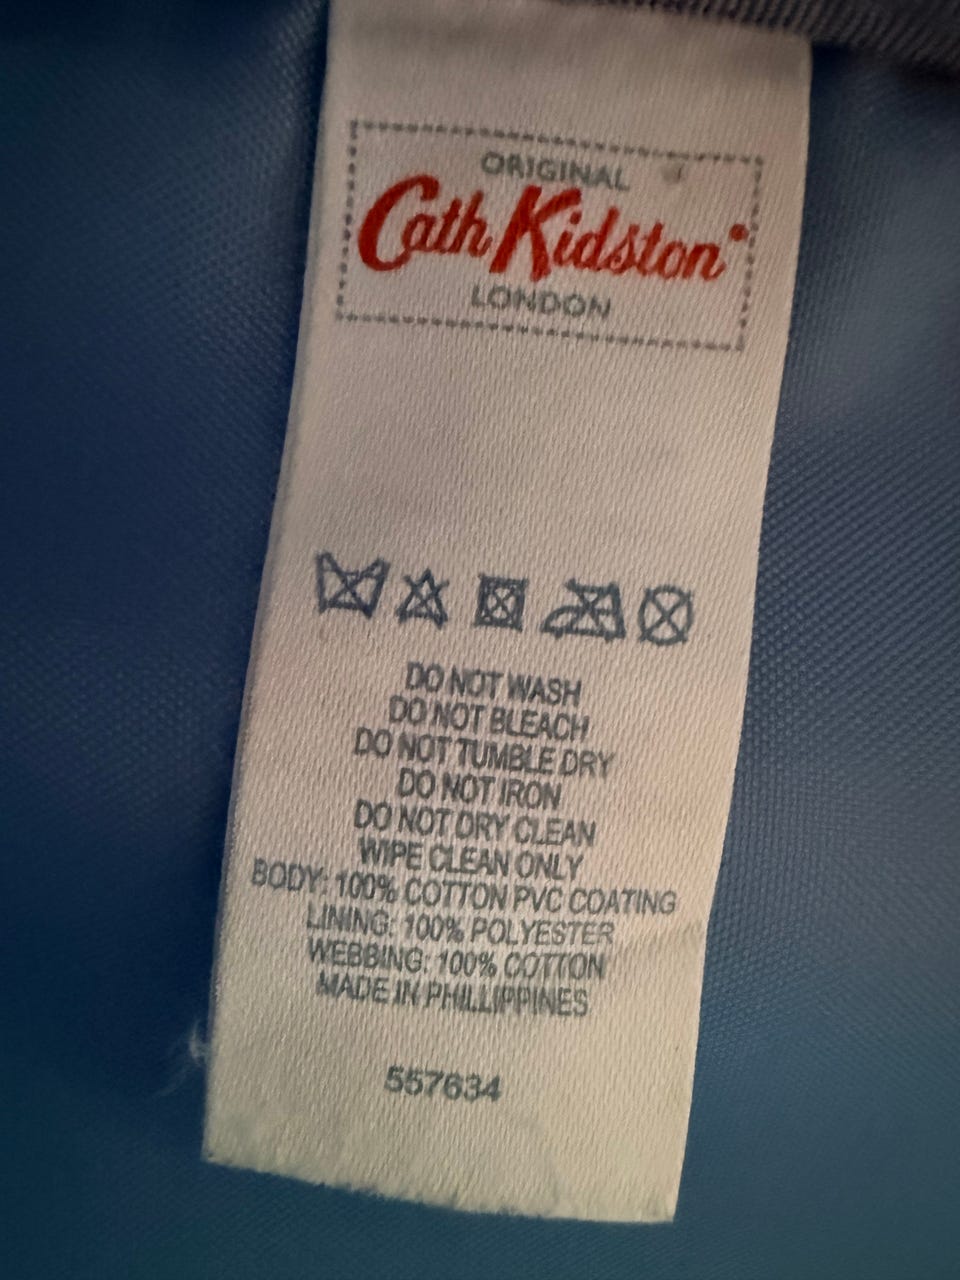 ORIGINAL
Cath Kidston®
LONDON
DO NOT WASH
DO NOT BLEACH
DO NOT TUMBLE DRY
DO NOT IRON
DO NOT DRY CLEAN
WIPE CLEAN ONLY
BODY: 100% COTTON PVC COATING
LINING: 100% POLYESTER
WEBBING: 100% COTTON
MADE IN PHILLIPPINES
557634